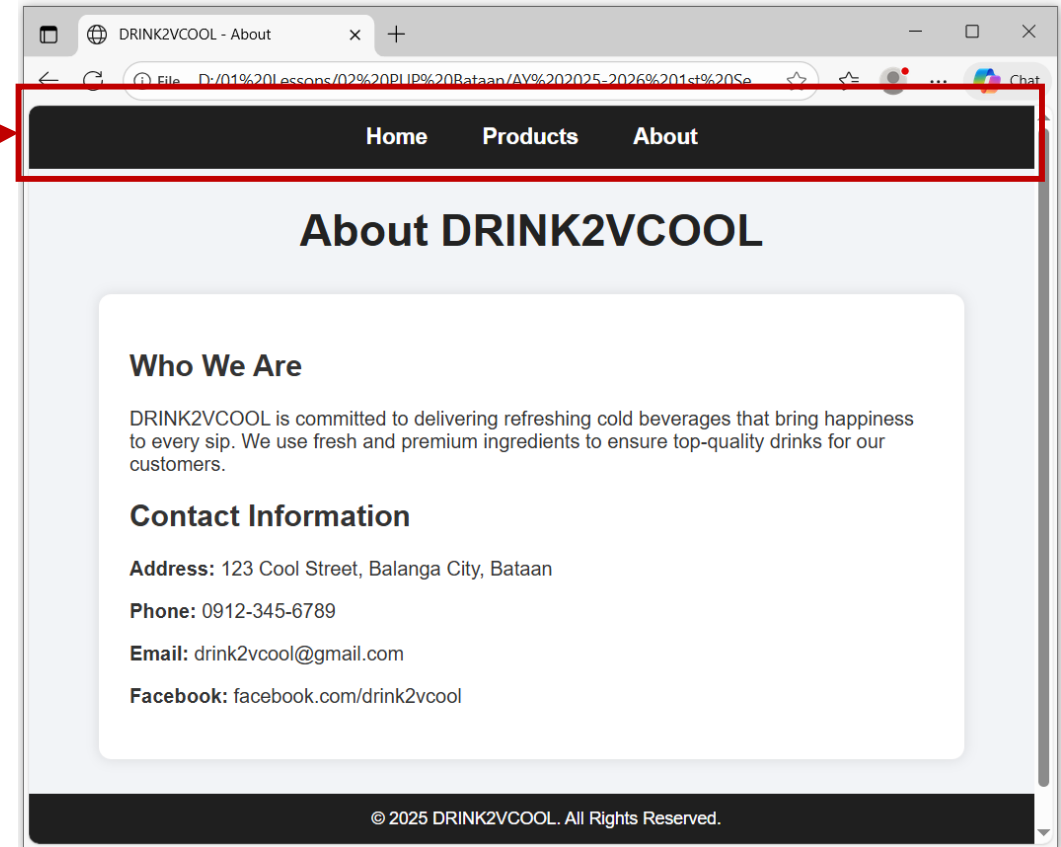 DRINK2VCOOL - About
File D:/01%20Lessons/02%20PUP%20Bataan/AY%202025-2026%201st%20Se
Chat
Home Products About
About DRINK2VCOOL
Who We Are
DRINK2VCOOL is committed to delivering refreshing cold beverages that bring happiness
to every sip. We use fresh and premium ingredients to ensure top-quality drinks for our
customers.
Contact Information
Address: 123 Cool Street, Balanga City, Bataan
Phone: 0912-345-6789
Email: drink2vcool@gmail.com
Facebook: facebook.com/drink2vcool
© 2025 DRINK2VCOOL. All Rights Reserved.